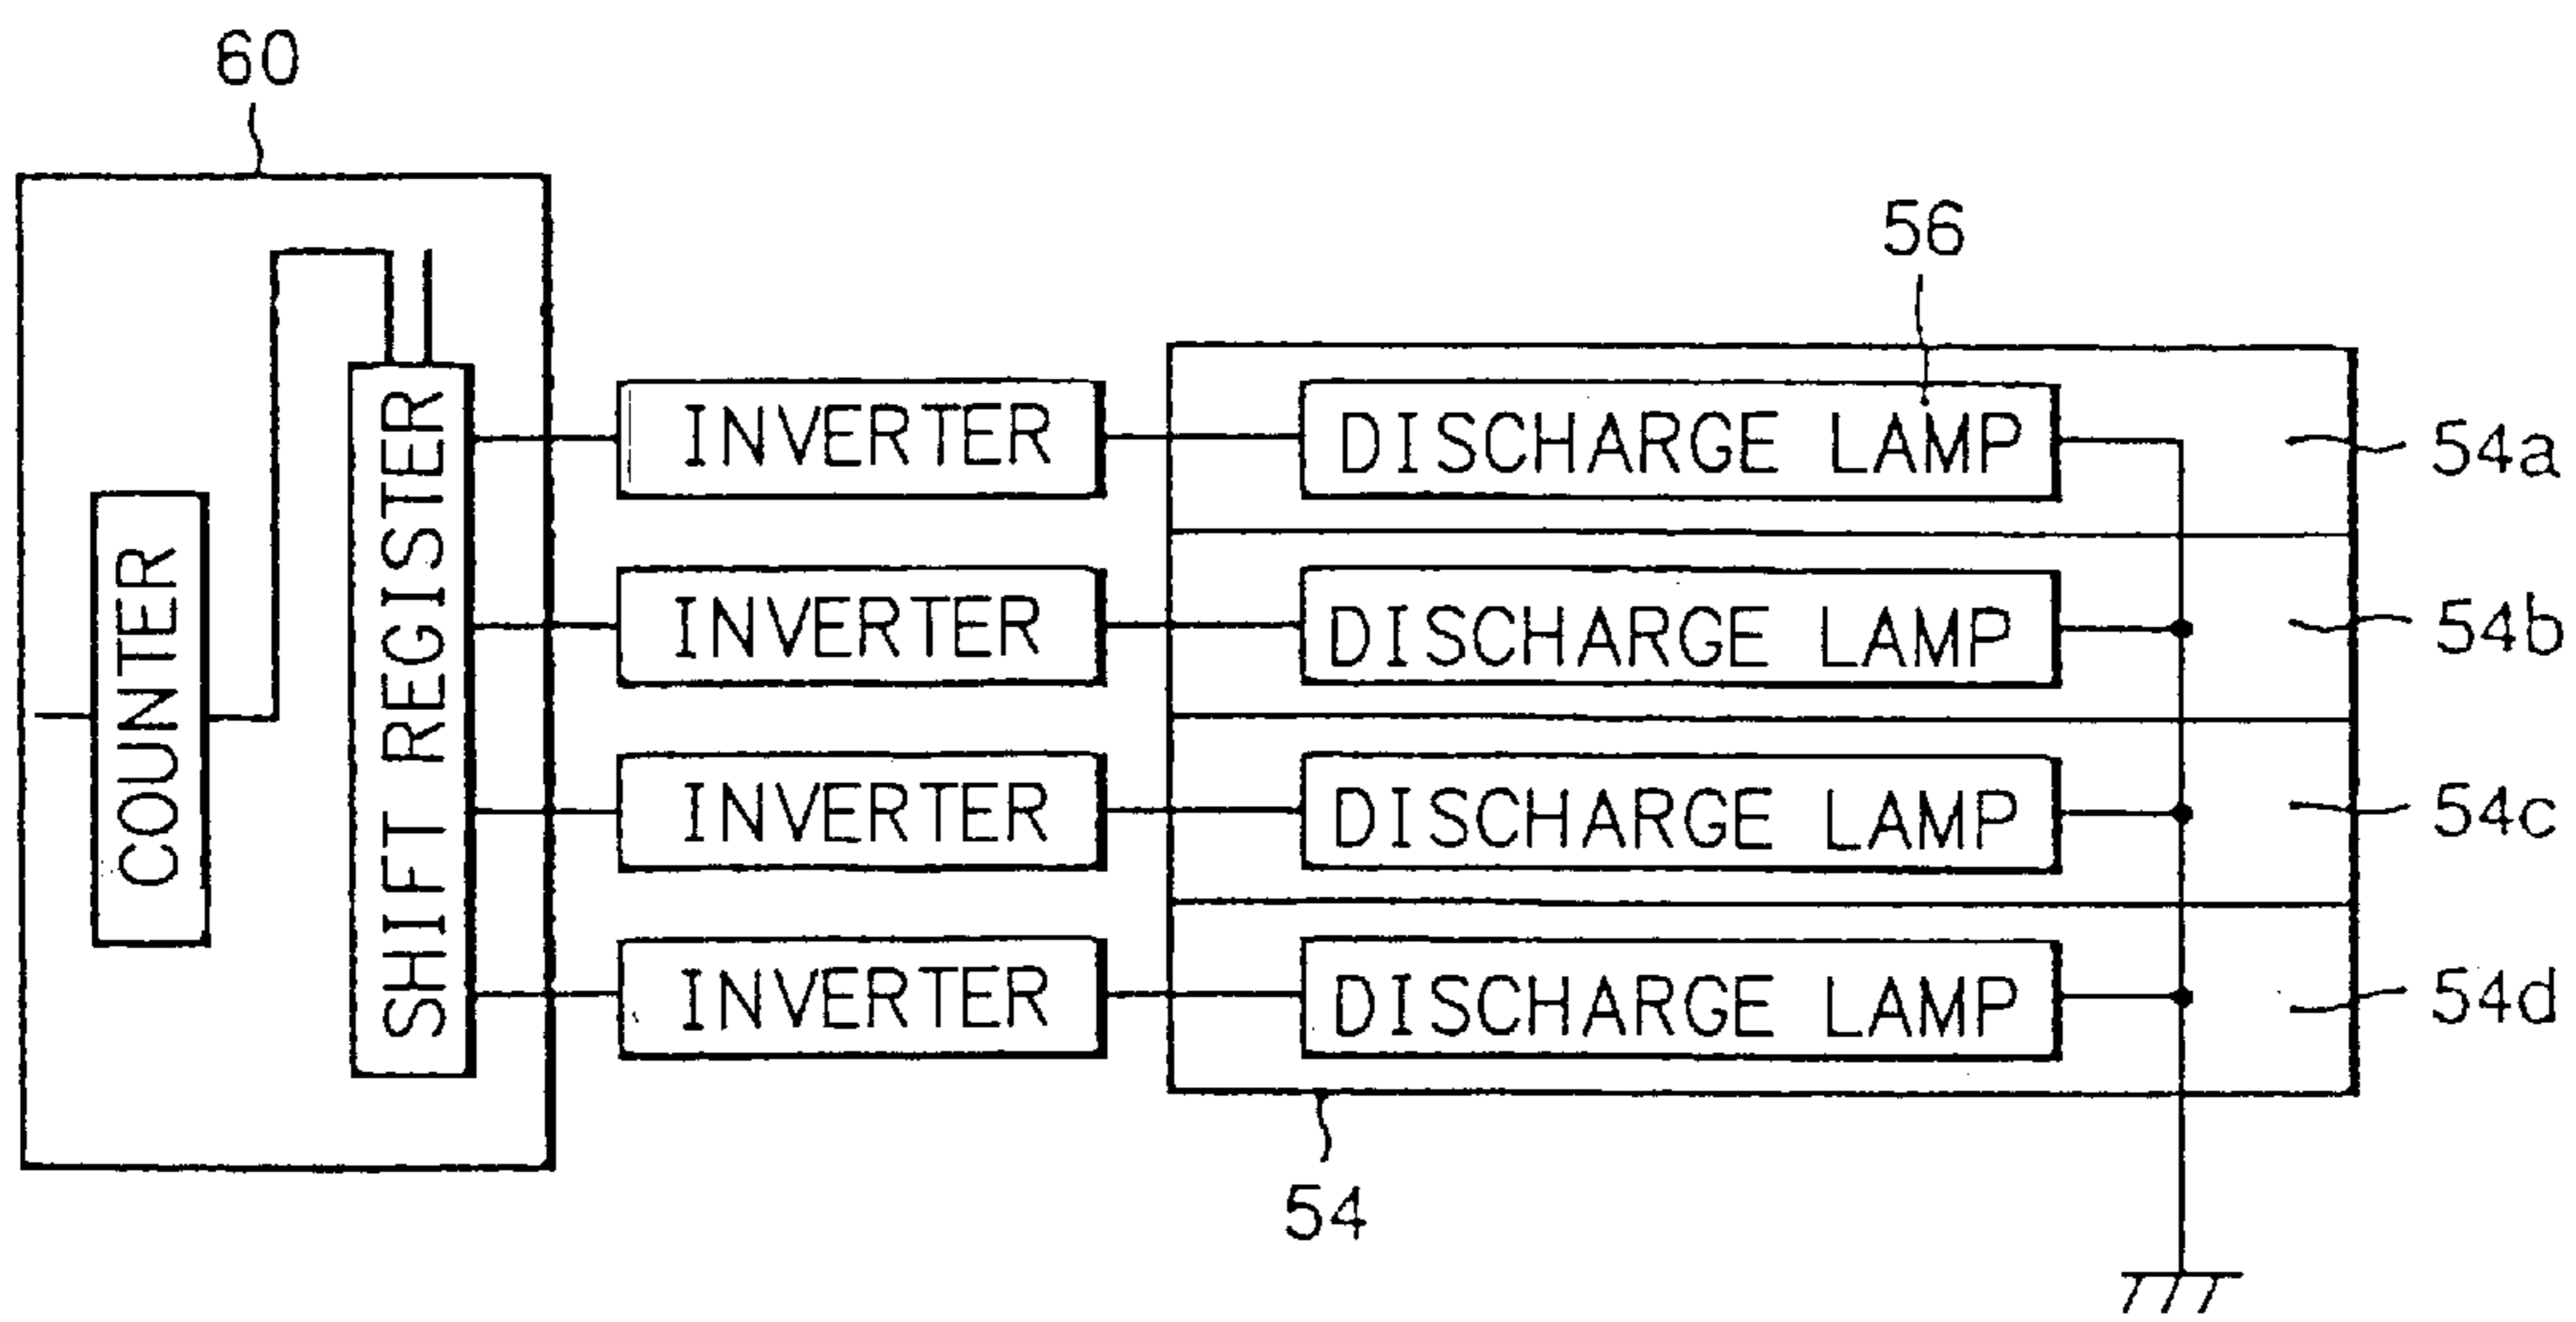 60
56
INVERTER
DISCHARGE LAMP
54a
INVERTER
DISCHARGE LAMP
54b
COUNTER
SHIFT REGISTER
INVERTER
DISCHARGE LAMP
54c
INVERTER
DISCHARGE LAMP
54d
54